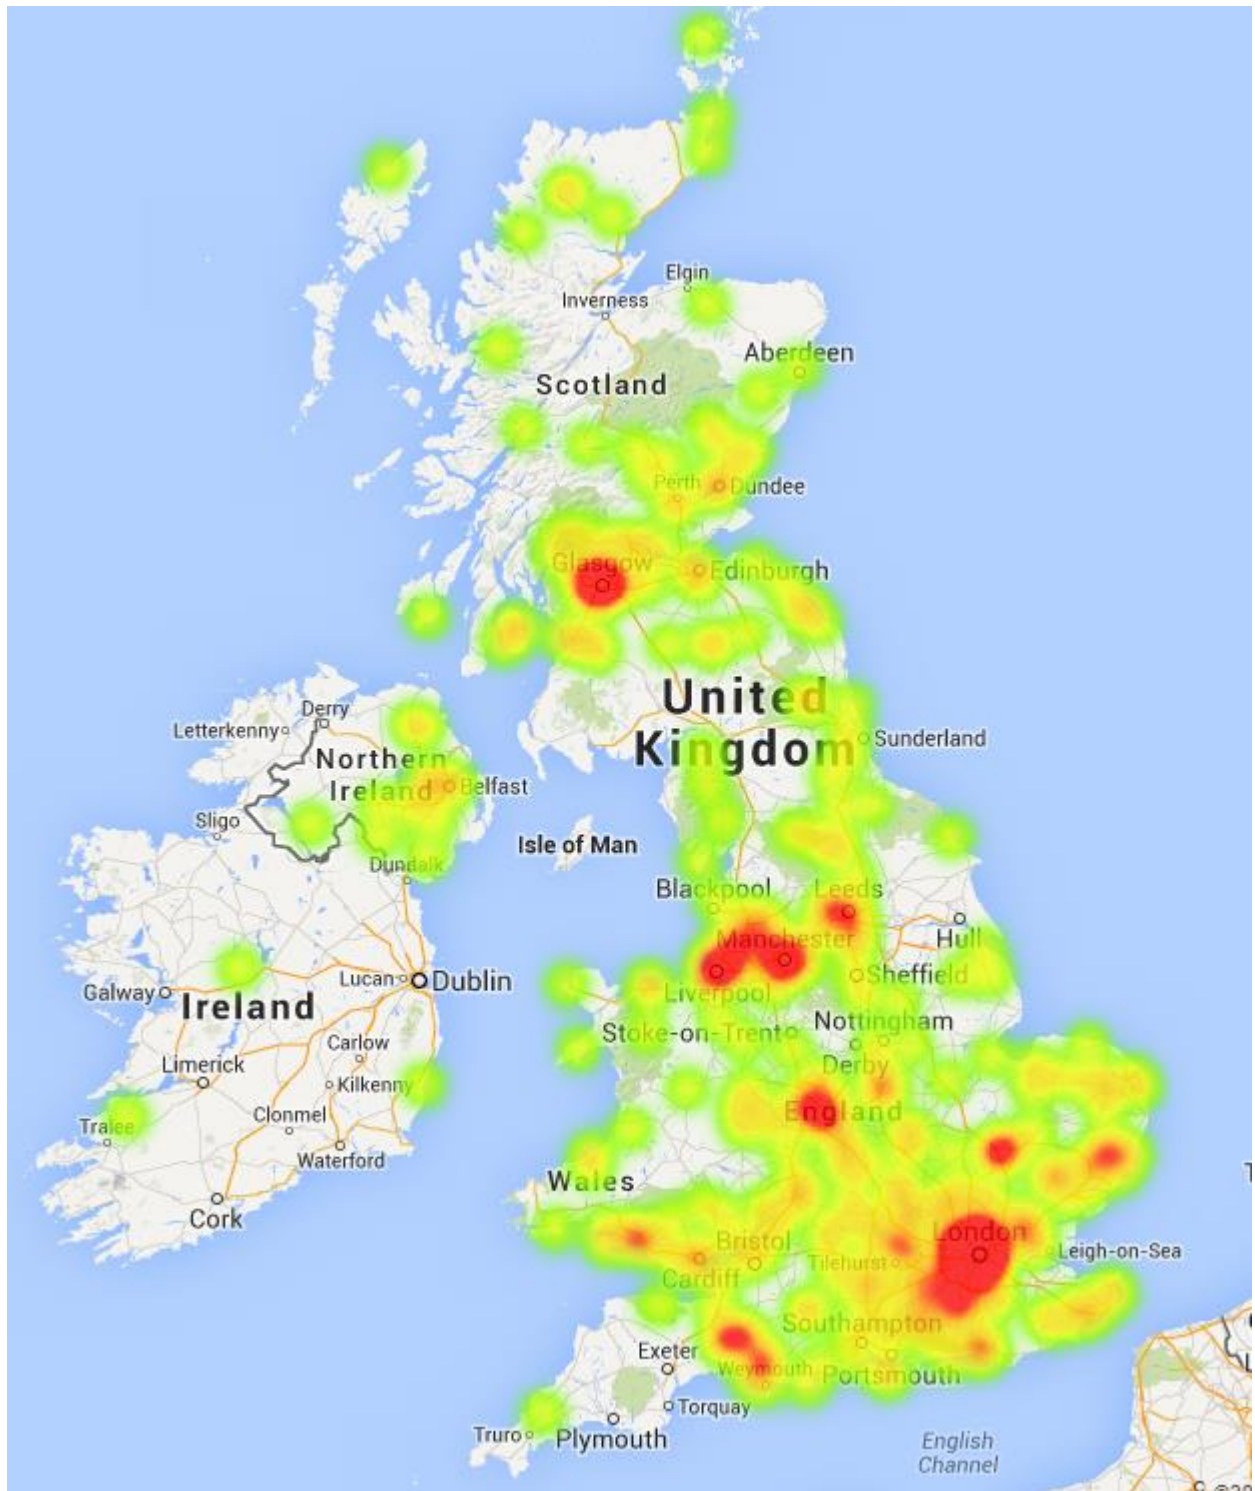 Elgin
Inverness
Aberdeen
Scotland
Perth
Dundee
Glasgow
Edinburgh
United
Kingdom
Derry
Letterkenny
Northern
Ireland
Belfast
Sunderland
Sligo
Isle of Man
Dundalk
Blackpool
Leeds
Manchester
Hull
Lucan
Dublin
Sheffield
Galway
Liverpool
Ireland
Stoke-on-Trent
Nottingham
Derby
Carlow
Limerick
Kilkenny
England
Clonmel
Tralee
Waterford
Wales
Cork
London
Bristol
Leigh-on-Sea
Tilehurst
Cardiff
Southampton
Exeter
Weymouth
Portsmouth
Torquay
Truro
Plymouth
English
Channel